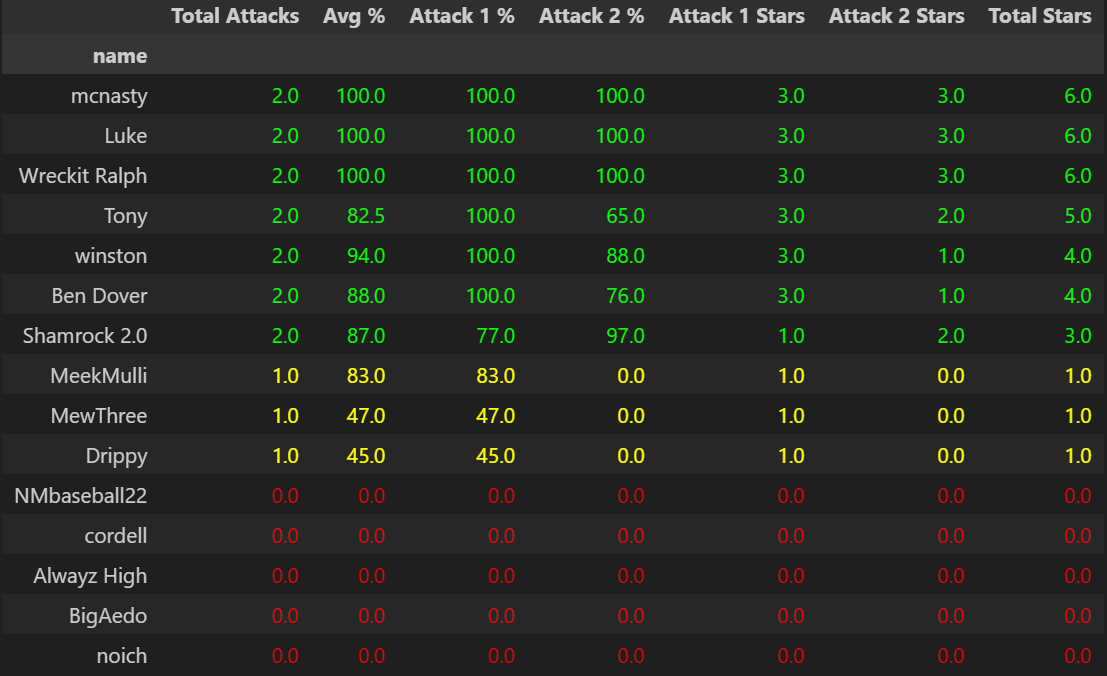 Total Attacks Avg % Attack 1 % Attack 2 % Attack 1 Stars Attack 2 Stars Total Stars
name
mcnasty 2.0 100.0 100.0 100.0 3.0 3.0 6.0
Luke 2.0 100.0 100.0 100.0 3.0 3.0 6.0
Wreckit Ralph 2.0 100.0 100.0 100.0 3.0 3.0 6.0
Tony 2.0 82.5 100.0 65.0 3.0 2.0 5.0
winston 2.0 94.0 100.0 88.0 3.0 1.0 4.0
Ben Dover 2.0 88.0 100.0 76.0 3.0 1.0 4.0
Shamrock 2.0 2.0 87.0 77.0 97.0 1.0 2.0 3.0
MeekMulli 1.0 83.0 83.0 0.0 1.0 0.0 1.0
MewThree 1.0 47.0 47.0 0.0 1.0 0.0 1.0
Drippy 1.0 45.0 45.0 0.0 1.0 0.0 1.0
NMbaseball22 0.0 0.0 0.0 0.0 0.0 0.0 0.0
cordell 0.0 0.0 0.0 0.0 0.0 0.0 0.0
Alwayz High 0.0 0.0 0.0 0.0 0.0 0.0 0.0
BigAedo 0.0 0.0 0.0 0.0 0.0 0.0 0.0
noich 0.0 0.0 0.0 0.0 0.0 0.0 0.0